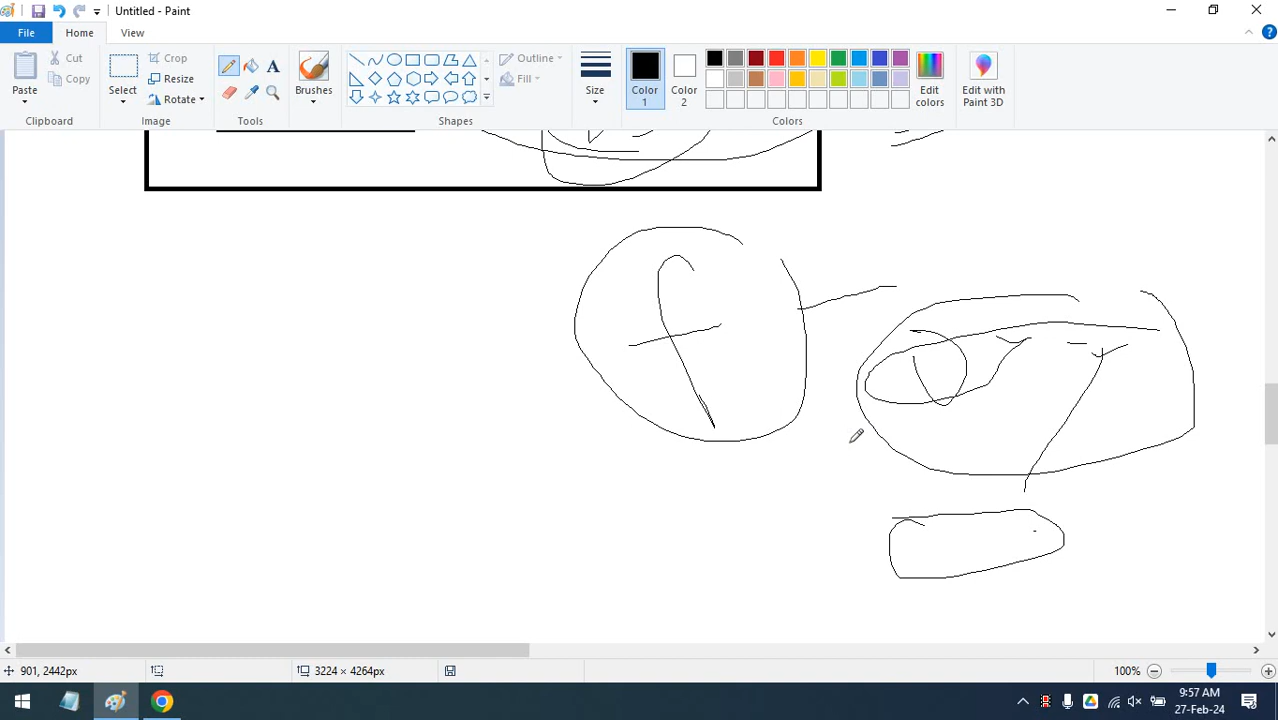 Untitled - Paint
File Home View
Cut
Copy
Paste
Clipboard
Crop
Resize
Rotate
Select
Image
A
Tools
Brushes
Outline
Fill
Shapes
Size
Color 1
Color 2
Edit colors
Edit with Paint 3D
Colors
f
901, 2442px
3224 × 4264px
100%
9:57 AM
27-Feb-24